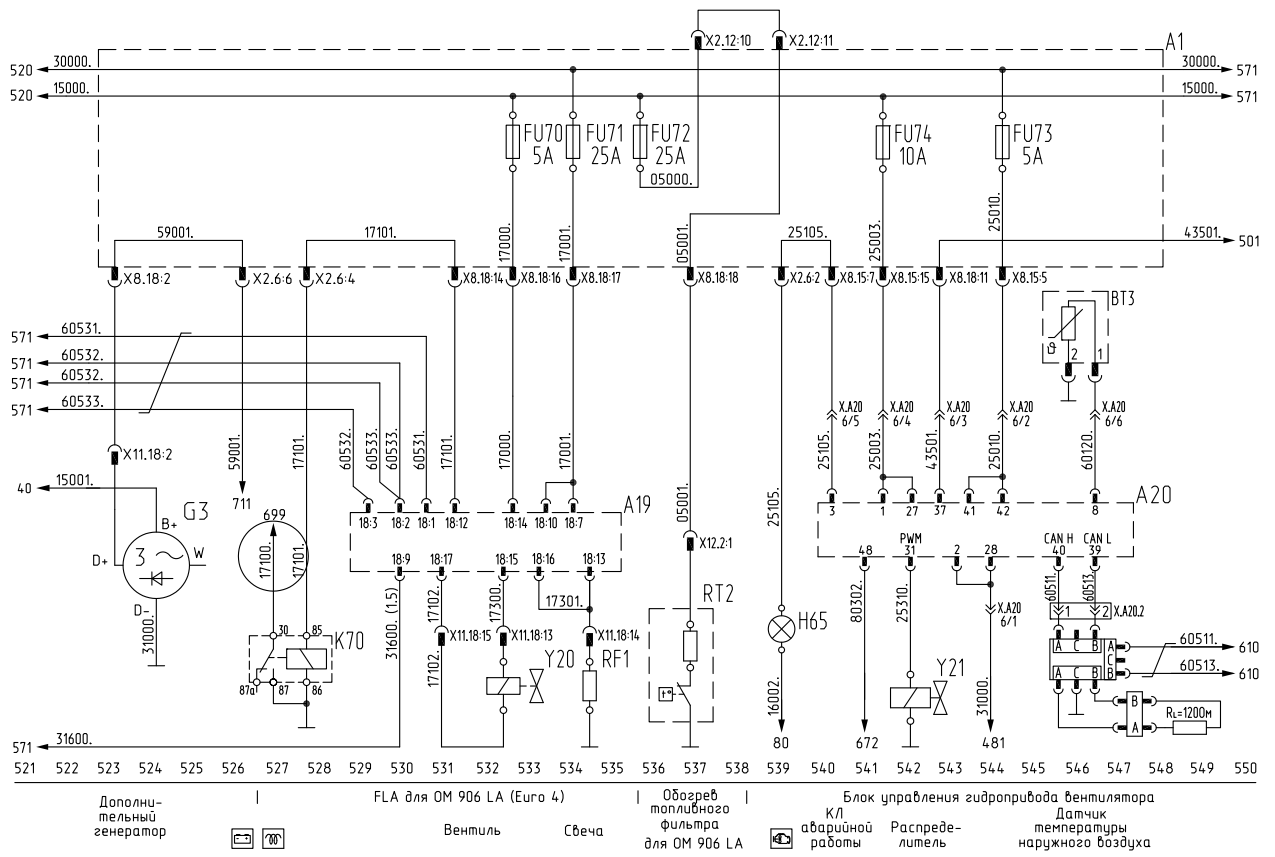 X2.12:10
X2.12:11
A1
520
30000.
30000.
571
520
15000.
15000.
571
FU70
5A
FU71
25A
FU72
25A
FU74
10A
FU73
5A
05000.
59001.
17101.
17000.
17001.
05001.
25105.
25003.
25010.
43501.
501
X8.18:2
X2.6:6
X2.6:4
X8.18:14
X8.18:16
X8.18:17
X8.18:18
X2.6:2
X8.15:7
X8.15:15
X8.18:11
X8.15:5
BT3
ϑ
2
1
571
60531.
571
60532.
571
60532.
571
60533.
X.A20
6/5
X.A20
6/4
X.A20
6/3
X.A20
6/2
X.A20
6/6
X11.18:2
59001.
17101.
60532.
60533.
60533.
60531.
17101.
17000.
17001.
25105.
25003.
43501.
25010.
60120.
40
15001.
711
G3
B+
D+
W
D-
3
31000.
699
17100.
17101.
A19
18:3
18:2
18:1
18:12
18:14
18:10
18:7
18:9
18:17
18:15
18:16
18:13
05001.
25105.
A20
3
1
27
37
41
42
8
PWM
CAN H
CAN L
48
31
2
28
40
39
X12.2:1
31600. (1.5)
17102.
17300.
17301.
80302.
25310.
60511.
60513.
X.A20
6/1
1
2
X.A20.2
30
85
K70
87a
87
86
X11.18:15
X11.18:13
X11.18:14
17102.
Y20
RF1
RT2
t°
H65
16002.
80
672
Y21
31000.
481
A
C
B
A
C
B
A
C
B
60511.
610
60513.
610
B
A
RL=120Ом
571
31600.
521 522 523 524 525 526 527 528 529 530 531 532 533 534 535 536 537 538 539 540 541 542 543 544 545 546 547 548 549 550
Дополни-
тельный
генератор
FLA для OM 906 LA (Euro 4)
Вентиль
Свеча
Обогрев
топливного
фильтра
для OM 906 LA
Блок управления гидропривода вентилятора
КЛ
аварийной
работы
Распреде-
литель
Датчик
температуры
наружного воздуха